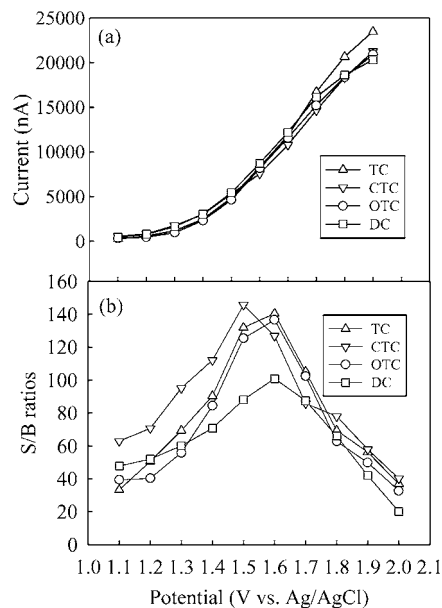 (a)
25000
20000
15000
10000
5000
0
Current (nA)
TC
CTC
OTC
DC
(b)
160
140
120
100
80
60
40
20
0
S/B ratios
TC
CTC
OTC
DC
1.0 1.1 1.2 1.3 1.4 1.5 1.6 1.7 1.8 1.9 2.0 2.1
Potential (V vs. Ag/AgCl)